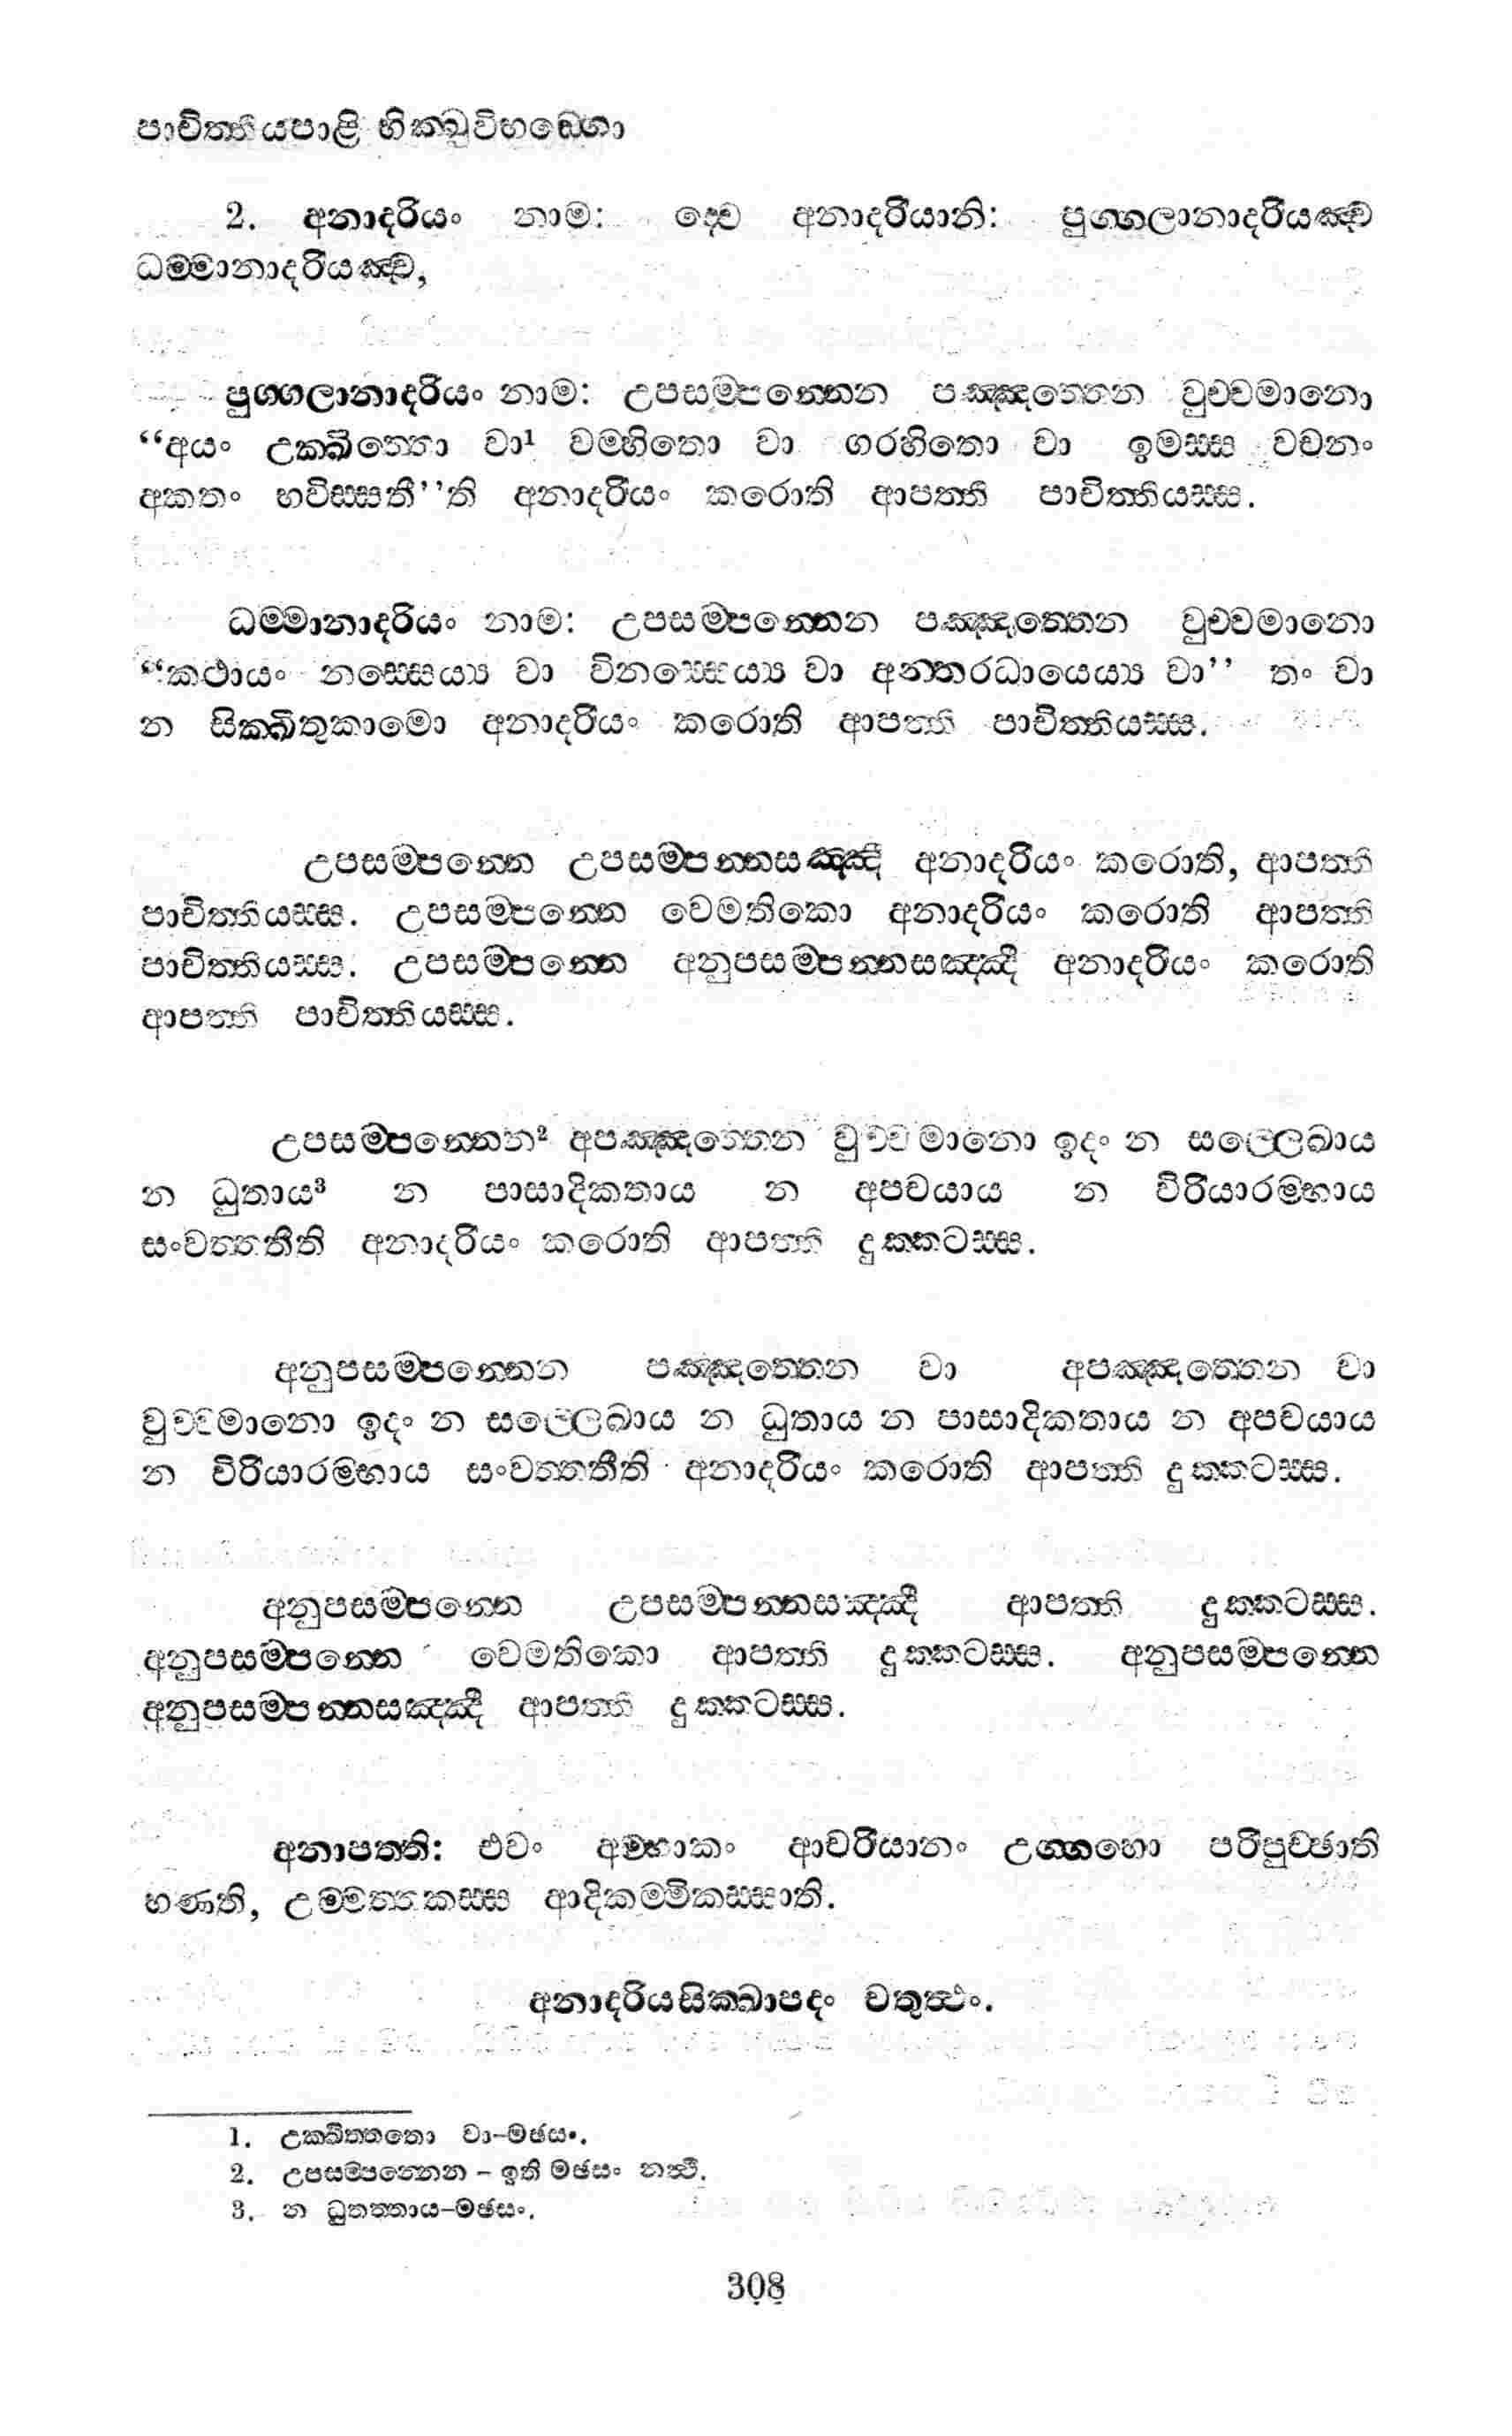 පාචිත්තියපාළි භික්ඛුවිභඞ්ගො
2. අනාදරියං නාම: ද්වෙ අනාදරියානි: පුග්ගලානාදරියඤ්ච
ධම්මානාදරියඤ්ච,
පුග්ගලානාදරියං නාම: උපසම්පන්නෙන පඤ්ඤත්තෙන වුච්චමානො
“අයං උක්ඛිත්තො වා¹ වම්භිතො වා ගරහිතො වා ඉමස්ස වචනං
අකතං භවිස්සතී”ති අනාදරියං කරොති ආපත්ති පාචිත්තියස්ස.
ධම්මානාදරියං නාම: උපසම්පන්නෙන පඤ්ඤත්තෙන වුච්චමානො
“කථායං නස්සෙය්‍ය වා විනස්සෙය්‍ය වා අන්තරධායෙය්‍ය වා” තං වා
න සික්ඛිතුකාමො අනාදරියං කරොති ආපත්ති පාචිත්තියස්ස.
උපසම්පන්නෙ උපසම්පන්නසඤ්ඤී අනාදරියං කරොති, ආපත්ති
පාචිත්තියස්ස. උපසම්පන්නෙ වෙමතිකො අනාදරියං කරොති ආපත්ති
පාචිත්තියස්ස. උපසම්පන්නෙ අනුපසම්පන්නසඤ්ඤී අනාදරියං කරොති
ආපත්ති පාචිත්තියස්ස.
උපසම්පන්නෙන² අපඤ්ඤත්තෙන වුච්චමානො ඉදං න සල්ලෙඛාය
න ධුතාය³ න පාසාදිකතාය න අපචයාය න විරියාරම්භාය
සංවත්තතීති අනාදරියං කරොති ආපත්ති දුක්කටස්ස.
අනුපසම්පන්නෙන පඤ්ඤත්තෙන වා අපඤ්ඤත්තෙන වා
වුච්චමානො ඉදං න සල්ලෙඛාය න ධුතාය න පාසාදිකතාය න අපචයාය
න විරියාරම්භාය සංවත්තතීති අනාදරියං කරොති ආපත්ති දුක්කටස්ස.
අනුපසම්පන්නෙ උපසම්පන්නසඤ්ඤී ආපත්ති දුක්කටස්ස.
අනුපසම්පන්නෙ වෙමතිකො ආපත්ති දුක්කටස්ස. අනුපසම්පන්නෙ
අනුපසම්පන්නසඤ්ඤී ආපත්ති දුක්කටස්ස.
අනාපත්ති: එවං අම්හාකං ආචරියානං උග්ගහො පරිපුච්ඡාති
භණති, උම්මත්තකස්ස ආදිකම්මිකස්සාති.
අනාදරියසික්ඛාපදං චතුත්ථං.
1. උක්ඛිත්තතො වා-මඡසං.
2. උපසම්පන්නෙන - ඉති මඡසං නත්ථි.
3. න ධුතත්තාය-මඡසං.
308